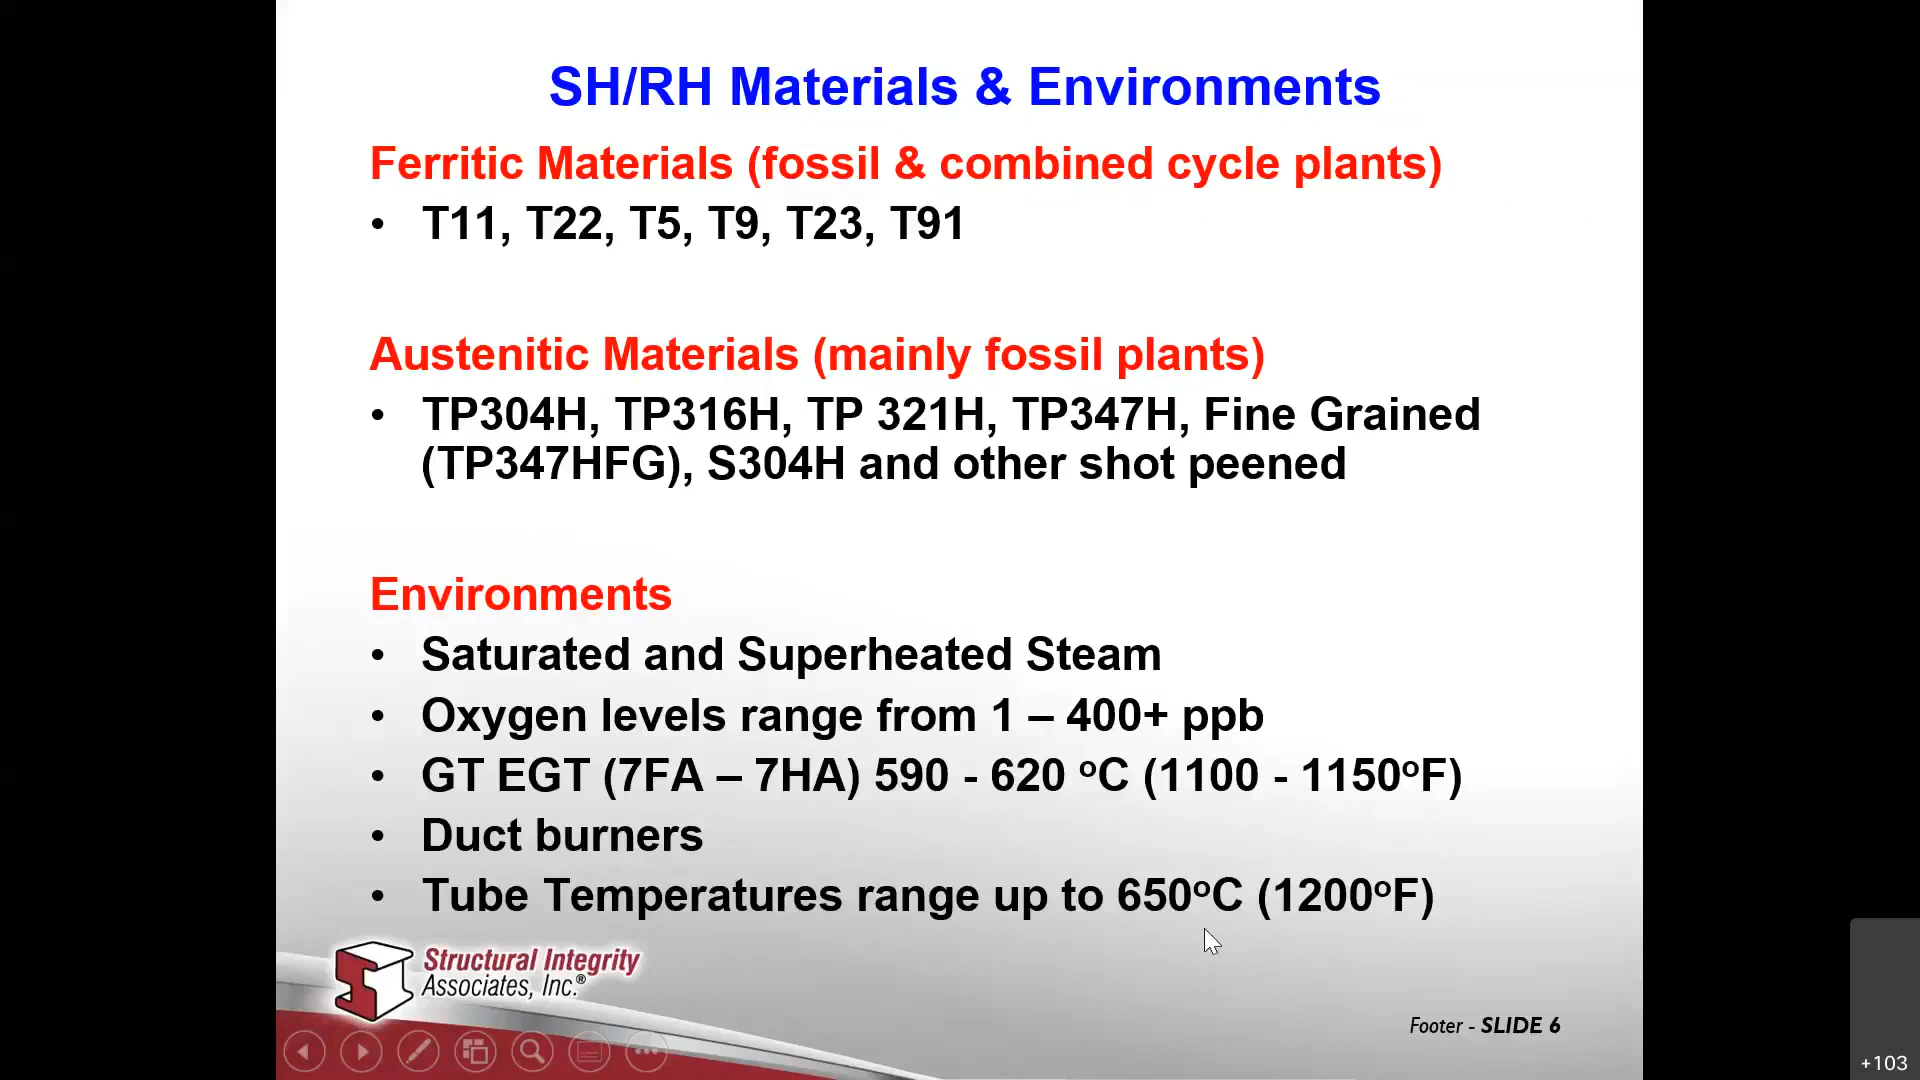 SH/RH Materials & Environments
Ferritic Materials (fossil & combined cycle plants)
• T11, T22, T5, T9, T23, T91
Austenitic Materials (mainly fossil plants)
• TP304H, TP316H, TP 321H, TP347H, Fine Grained
(TP347HFG), S304H and other shot peened
Environments
• Saturated and Superheated Steam
• Oxygen levels range from 1 – 400+ ppb
• GT EGT (7FA – 7HA) 590 - 620 ºC (1100 - 1150ºF)
• Duct burners
• Tube Temperatures range up to 650ºC (1200ºF)
Structural Integrity
Associates, Inc.®
Footer - SLIDE 6
+103